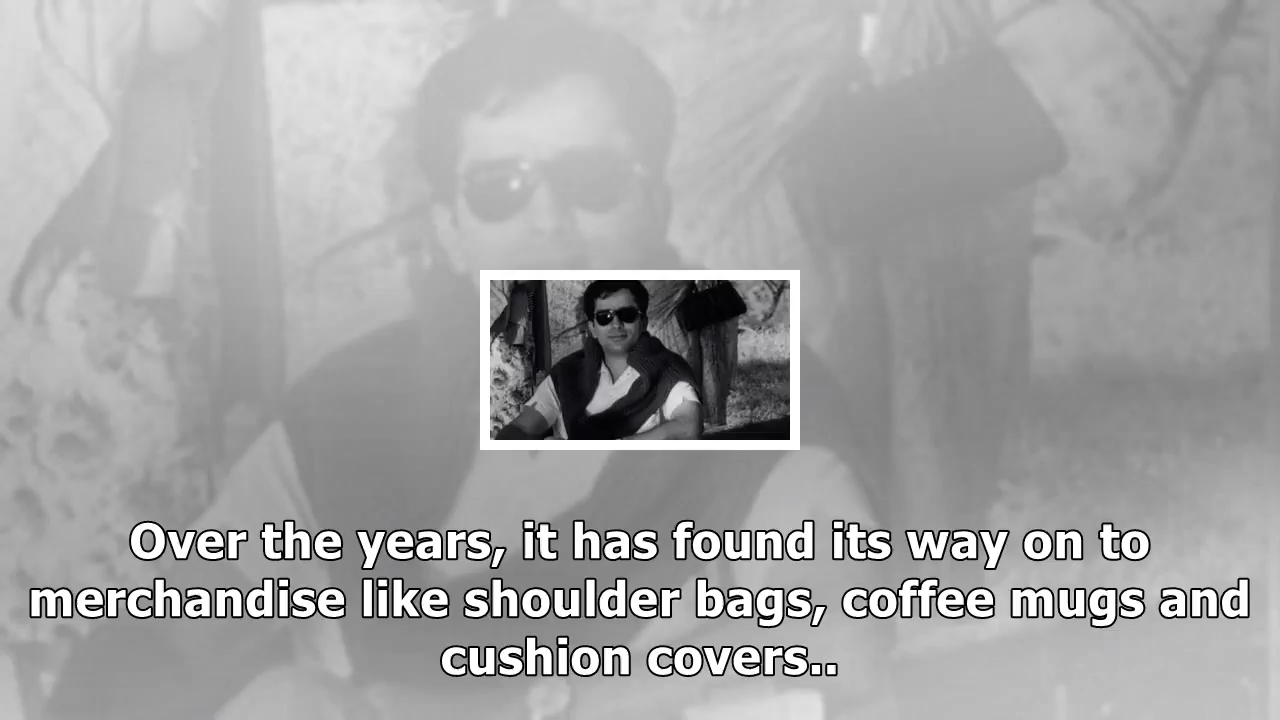 Over the years, it has found its way on to
merchandise like shoulder bags, coffee mugs and
cushion covers..